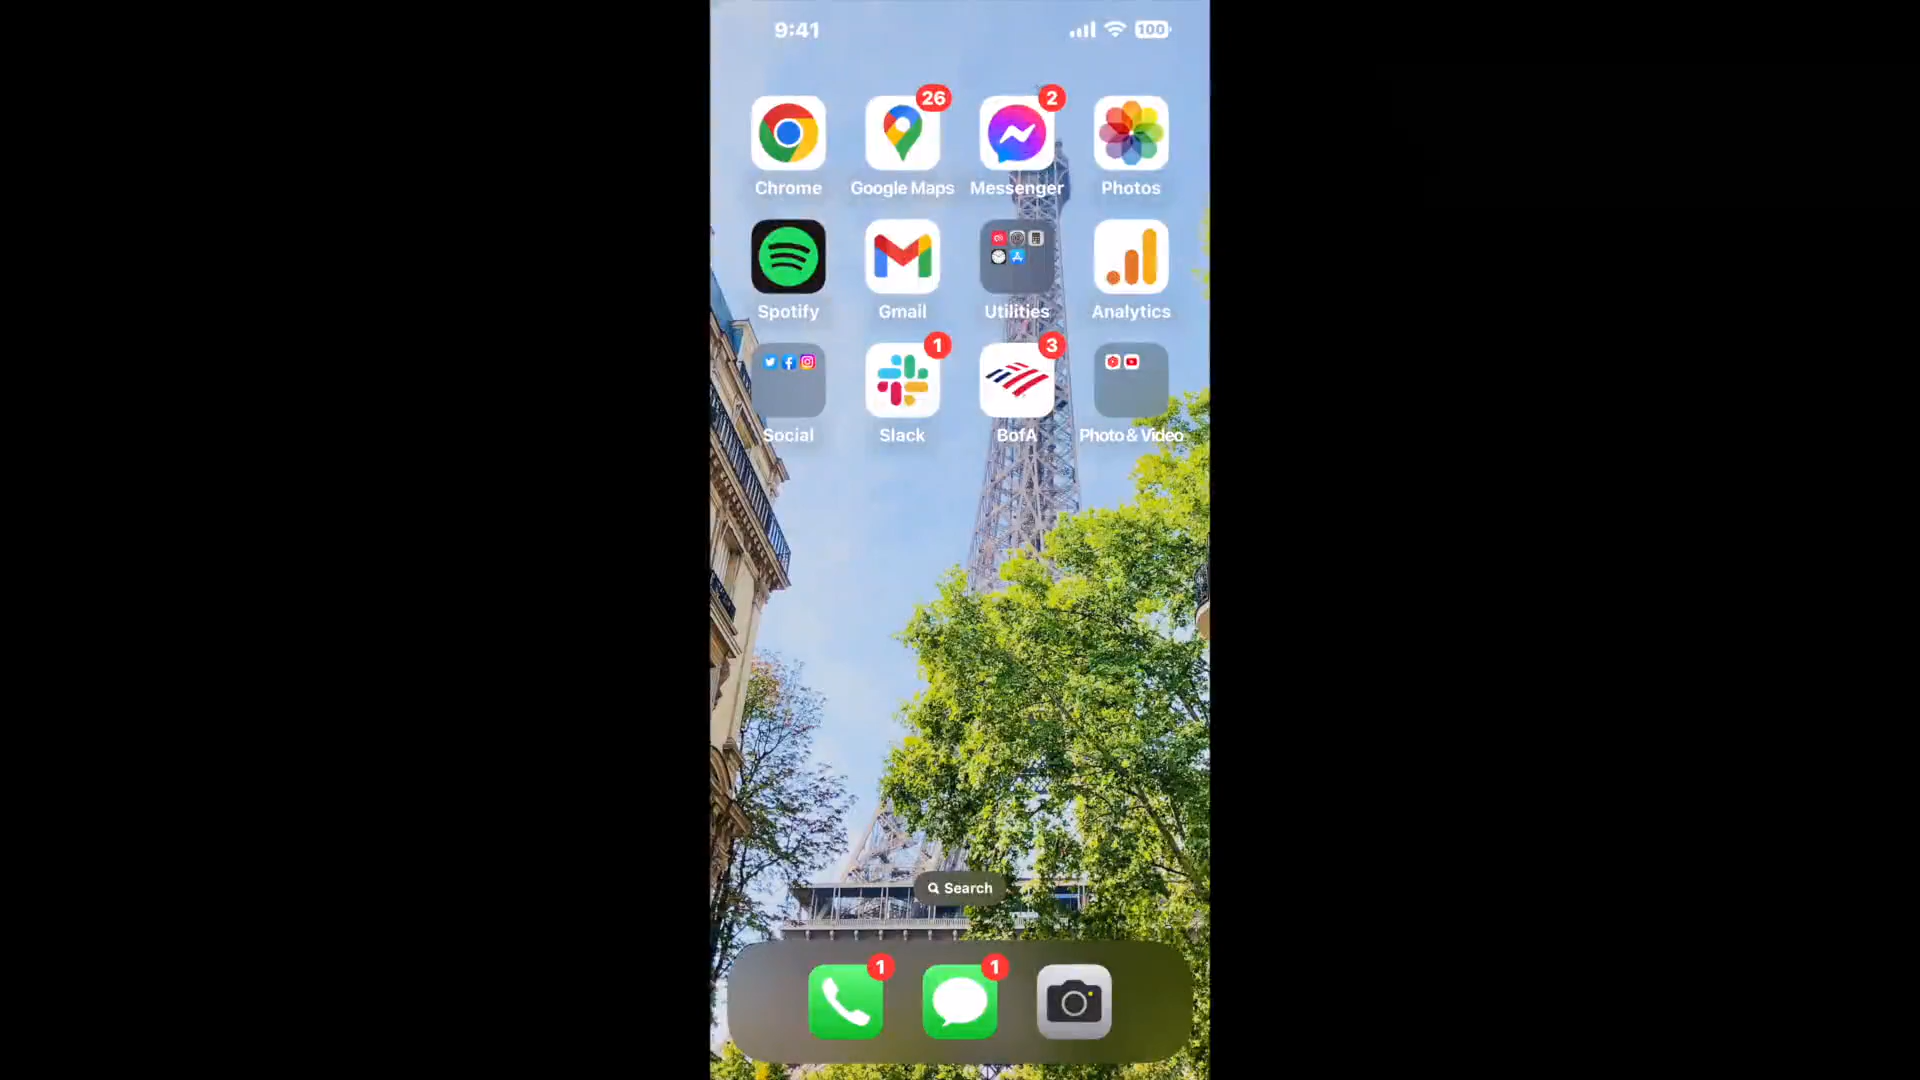 9:41
100
26
2
Chrome
Google Maps
Messenger
Photos
Spotify
Gmail
Utilities
Analytics
1
3
Social
Slack
BofA
Photo & Video
Search
1
1